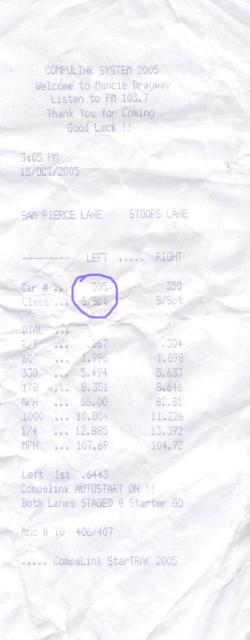 COMPULINK SYSTEM 2005
Welcome to Muncie Dragway
Listen to FM 103.7
Thank You for Coming
Good Luck !!
3:05 PM
15/OCT/2005
SAM PIERCE LANE STOOPS LANE
--------- LEFT ..... RIGHT
Car # ... 305 350
Class ... S/Spt S/Spt
DIAL ...
R/T ... .167 .304
60' ... 1.996 1.898
330 ... 5.494 5.633
1/8 ... 8.351 8.646
MPH ... 86.00 82.81
1000 ... 10.804 11.226
1/4 ... 12.885 13.392
MPH ... 107.69 104.72
Left 1st .6443
Compulink AUTOSTART ON !!
Both Lanes STAGED @ Starter GO
Rnd # TO 406/407
..... CompuLink StarTRAK 2005